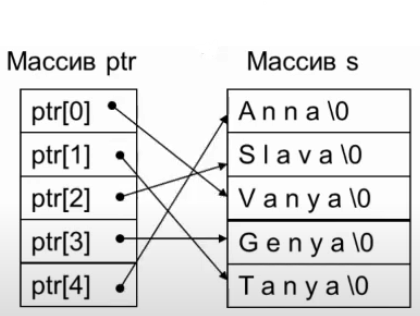 Массив ptr Массив s
ptr[0] A n n a \0
ptr[1] S l a v a \0
ptr[2] V a n y a \0
ptr[3] G e n y a \0
ptr[4] T a n y a \0